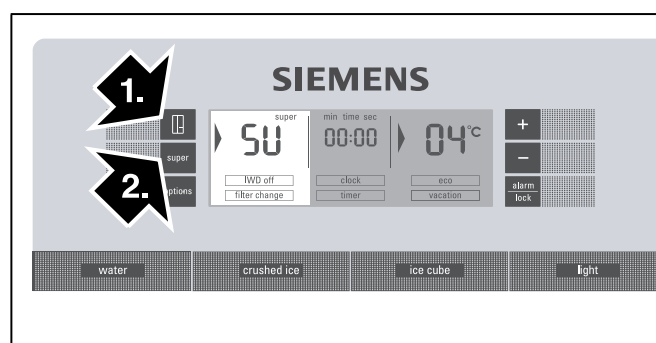 SIEMENS
1.
super
SU
min time sec
00:00
04°C
+
super
−
2.
IWD off
clock
eco
alarm
lock
filter change
timer
vacation
water
crushed ice
ice cube
light